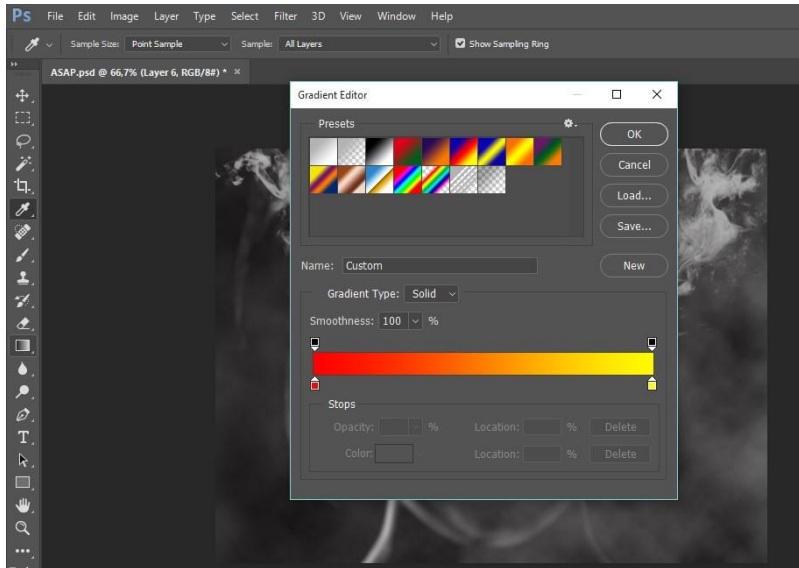 Ps File Edit Image Layer Type Select Filter 3D View Window Help
Sample Size: Point Sample Sample: All Layers Show Sampling Ring
ASAP.psd @ 66,7% (Layer 6, RGB/8#) * ×
Gradient Editor
Presets
OK
Cancel
Load...
Save...
Name: Custom New
Gradient Type: Solid
Smoothness: 100 %
Stops
Opacity: % Location: % Delete
Color: Location: % Delete
T